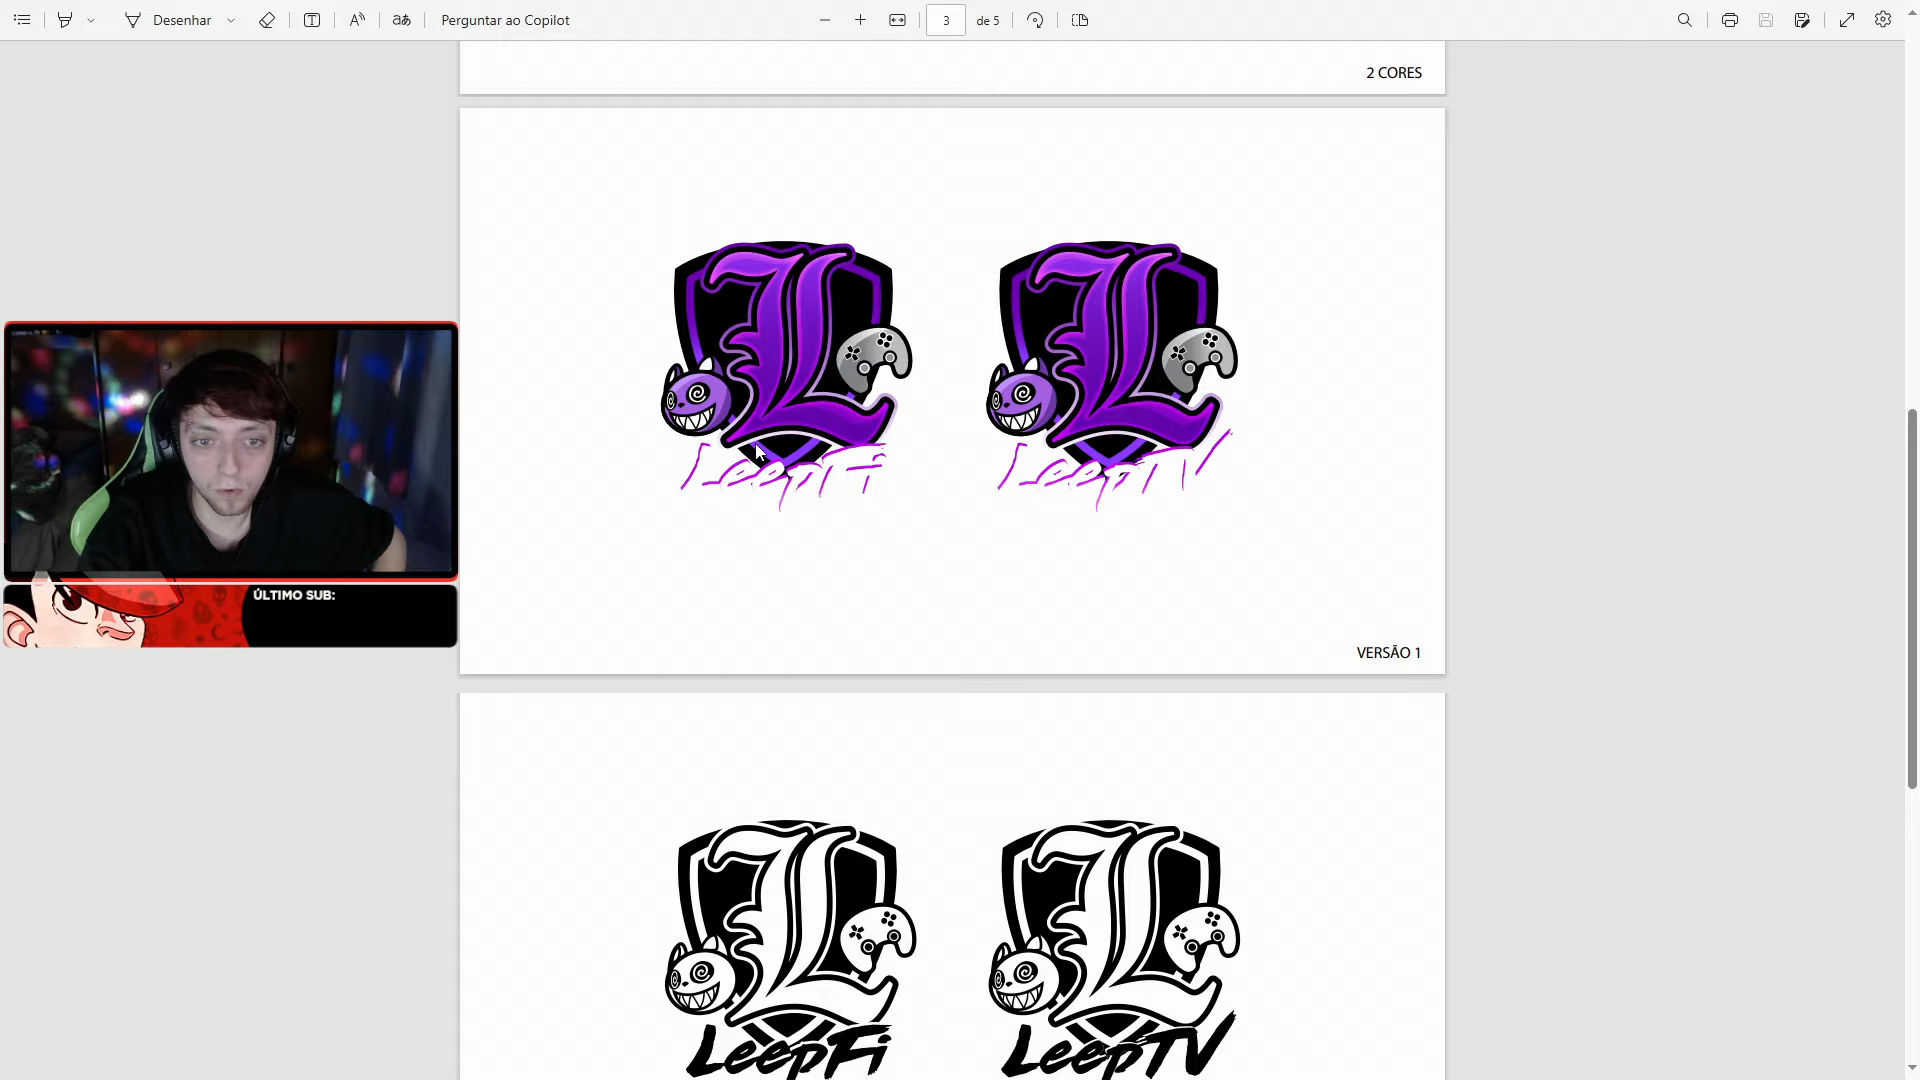 Desenhar
Perguntar ao Copilot
3
de 5
2 CORES
L
LeepFi
L
LeepTV
ÚLTIMO SUB:
VERSÃO 1
L
LeepFi
L
LeepTV